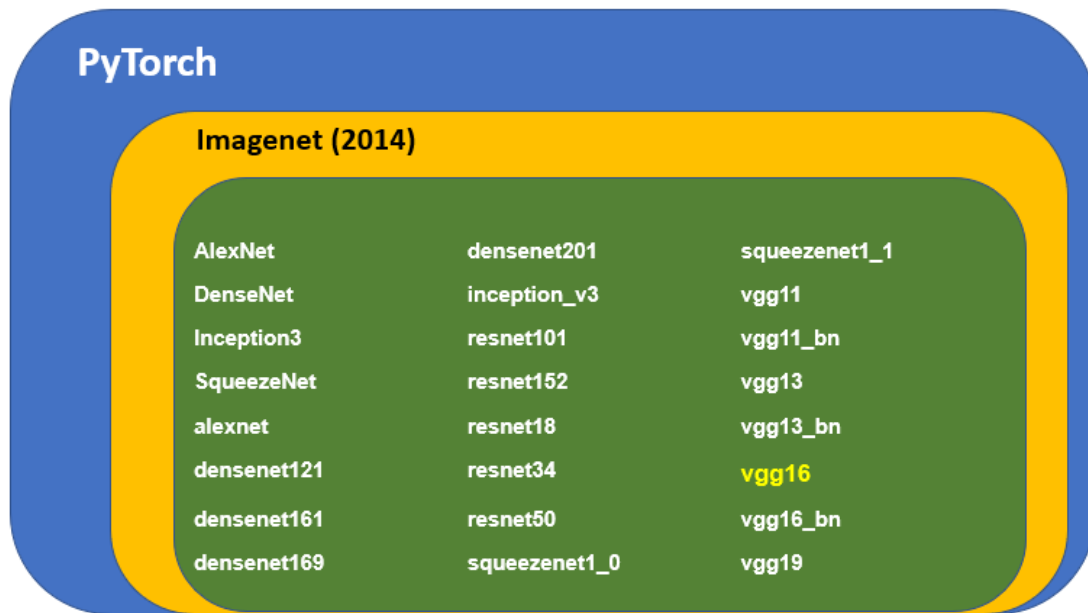 PyTorch
Imagenet (2014)
AlexNet densenet201 squeezenet1_1
DenseNet inception_v3 vgg11
Inception3 resnet101 vgg11_bn
SqueezeNet resnet152 vgg13
alexnet resnet18 vgg13_bn
densenet121 resnet34 vgg16
densenet161 resnet50 vgg16_bn
densenet169 squeezenet1_0 vgg19